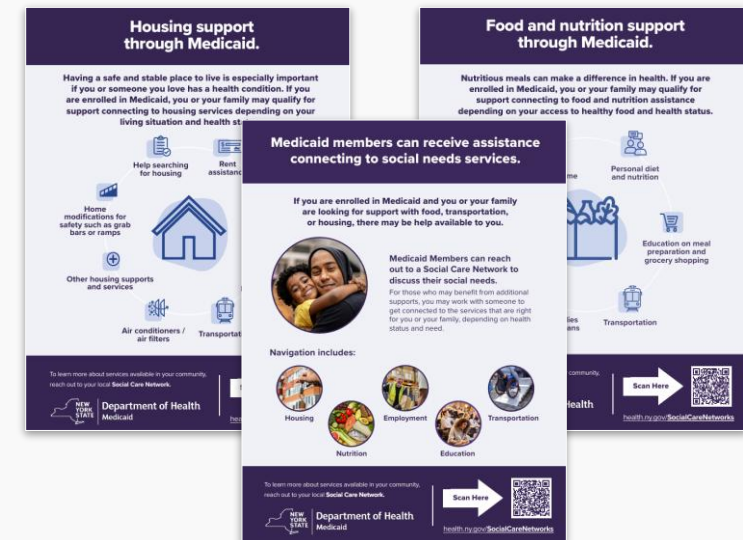 Housing support
through Medicaid.
Having a safe and stable place to live is especially important
if you or someone you love has a health condition. If you
are enrolled in Medicaid, you or your family may qualify for
support connecting to housing services depending on your
living situation and health
Help searching
for housing
Rent
Home
modifications for
safety such as grab
bars or ramps
Other housing supports
and services
Air conditioners /
air filters
To learn more about services available in your community,
reach out to your local Social Care Network.
NEW
YORK
STATE
Department of Health
Medicaid
Food and nutrition support
through Medicaid.
Nutritious meals can make a difference in health. If you are
enrolled in Medicaid, you or your family may qualify for
support connecting to food and nutrition assistance
depending on your access to healthy food and health status.
Personal diet
and nutrition
Education on meal
preparation and
grocery shopping
Transportation
community,
Scan Here
Health
health.ny.gov/SocialCareNetworks
Medicaid members can receive assistance
connecting to social needs services.
If you are enrolled in Medicaid and you or your family
are looking for support with food, transportation,
or housing, there may be help available to you.
Medicaid Members can reach
out to a Social Care Network to
discuss their social needs.
For those who may benefit from additional
supports, you may work with someone to
get connected to the services that are right
for you or your family, depending on health
status and need.
Navigation includes:
Housing
Nutrition
Employment
Education
Transportation
To learn more about services available in your community,
reach out to your local Social Care Network.
NEW
YORK
STATE
Department of Health
Medicaid
Scan Here
health.ny.gov/SocialCareNetworks